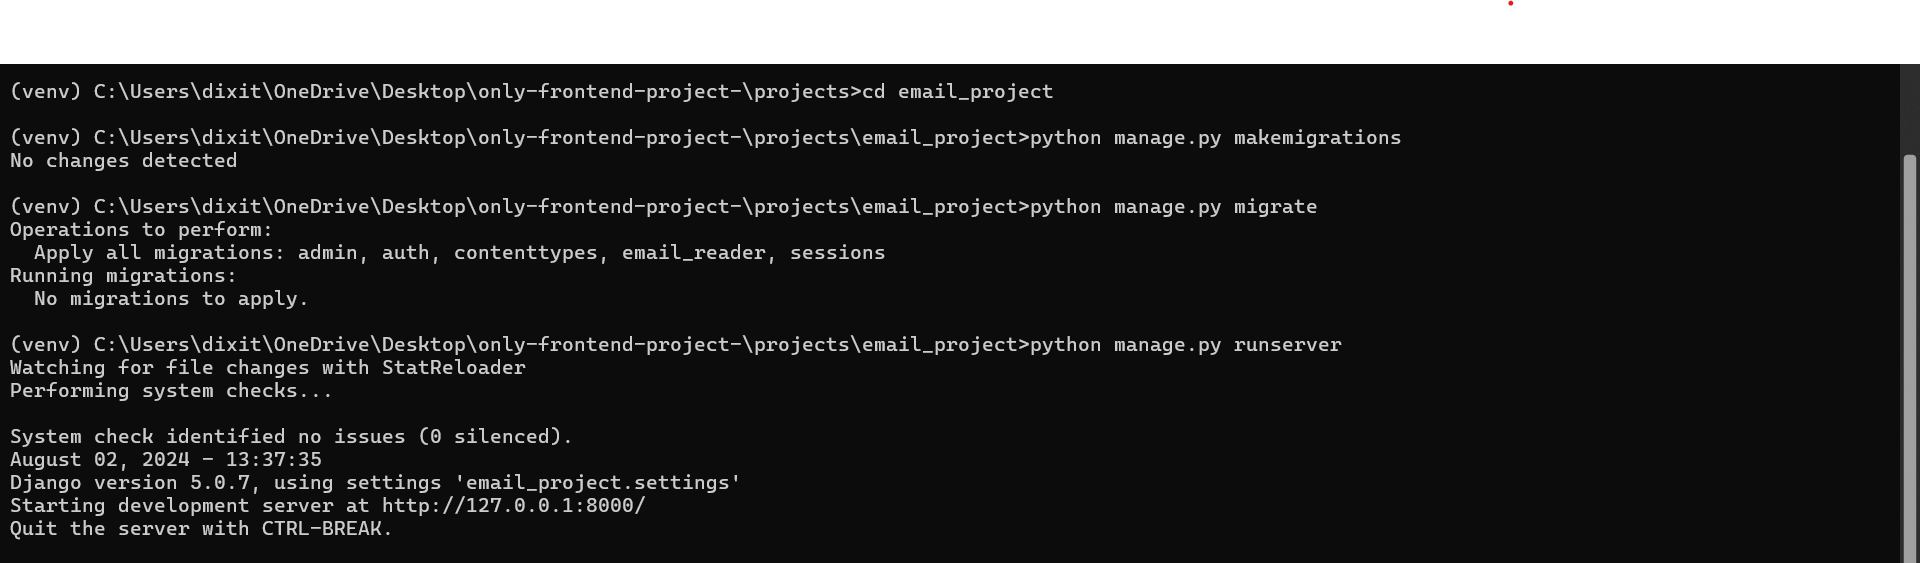 (venv) C:\Users\dixit\OneDrive\Desktop\only-frontend-project-\projects>cd email_project
(venv) C:\Users\dixit\OneDrive\Desktop\only-frontend-project-\projects\email_project>python manage.py makemigrations
No changes detected
(venv) C:\Users\dixit\OneDrive\Desktop\only-frontend-project-\projects\email_project>python manage.py migrate
Operations to perform:
  Apply all migrations: admin, auth, contenttypes, email_reader, sessions
Running migrations:
  No migrations to apply.
(venv) C:\Users\dixit\OneDrive\Desktop\only-frontend-project-\projects\email_project>python manage.py runserver
Watching for file changes with StatReloader
Performing system checks...
System check identified no issues (0 silenced).
August 02, 2024 - 13:37:35
Django version 5.0.7, using settings 'email_project.settings'
Starting development server at http://127.0.0.1:8000/
Quit the server with CTRL-BREAK.